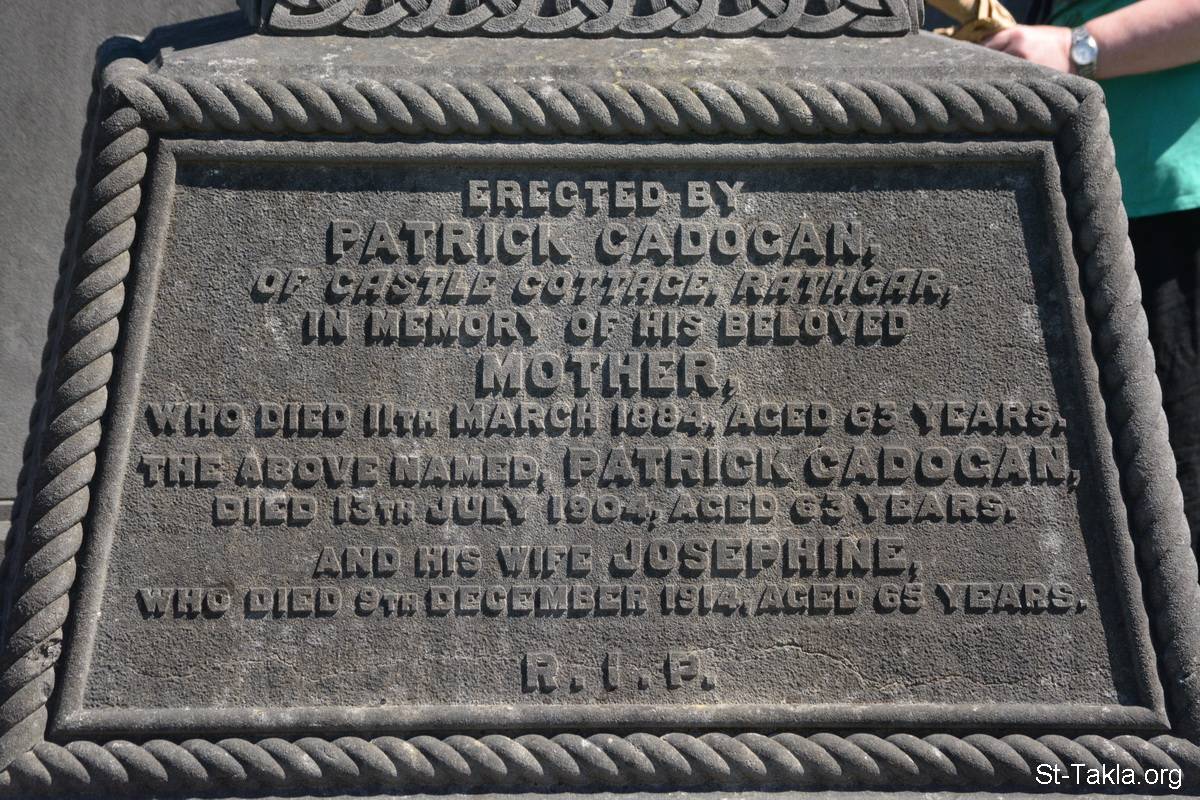 ERECTED BY
PATRICK CADOGAN,
OF CASTLE COTTAGE, RATHGAR,
IN MEMORY OF HIS BELOVED
MOTHER,
WHO DIED 11TH MARCH 1884, AGED 63 YEARS.
THE ABOVE NAMED, PATRICK CADOGAN,
DIED 13TH JULY 1904, AGED 63 YEARS.
AND HIS WIFE JOSEPHINE,
WHO DIED 9TH DECEMBER 1914, AGED 65 YEARS.
R. I. P.
St-Takla.org